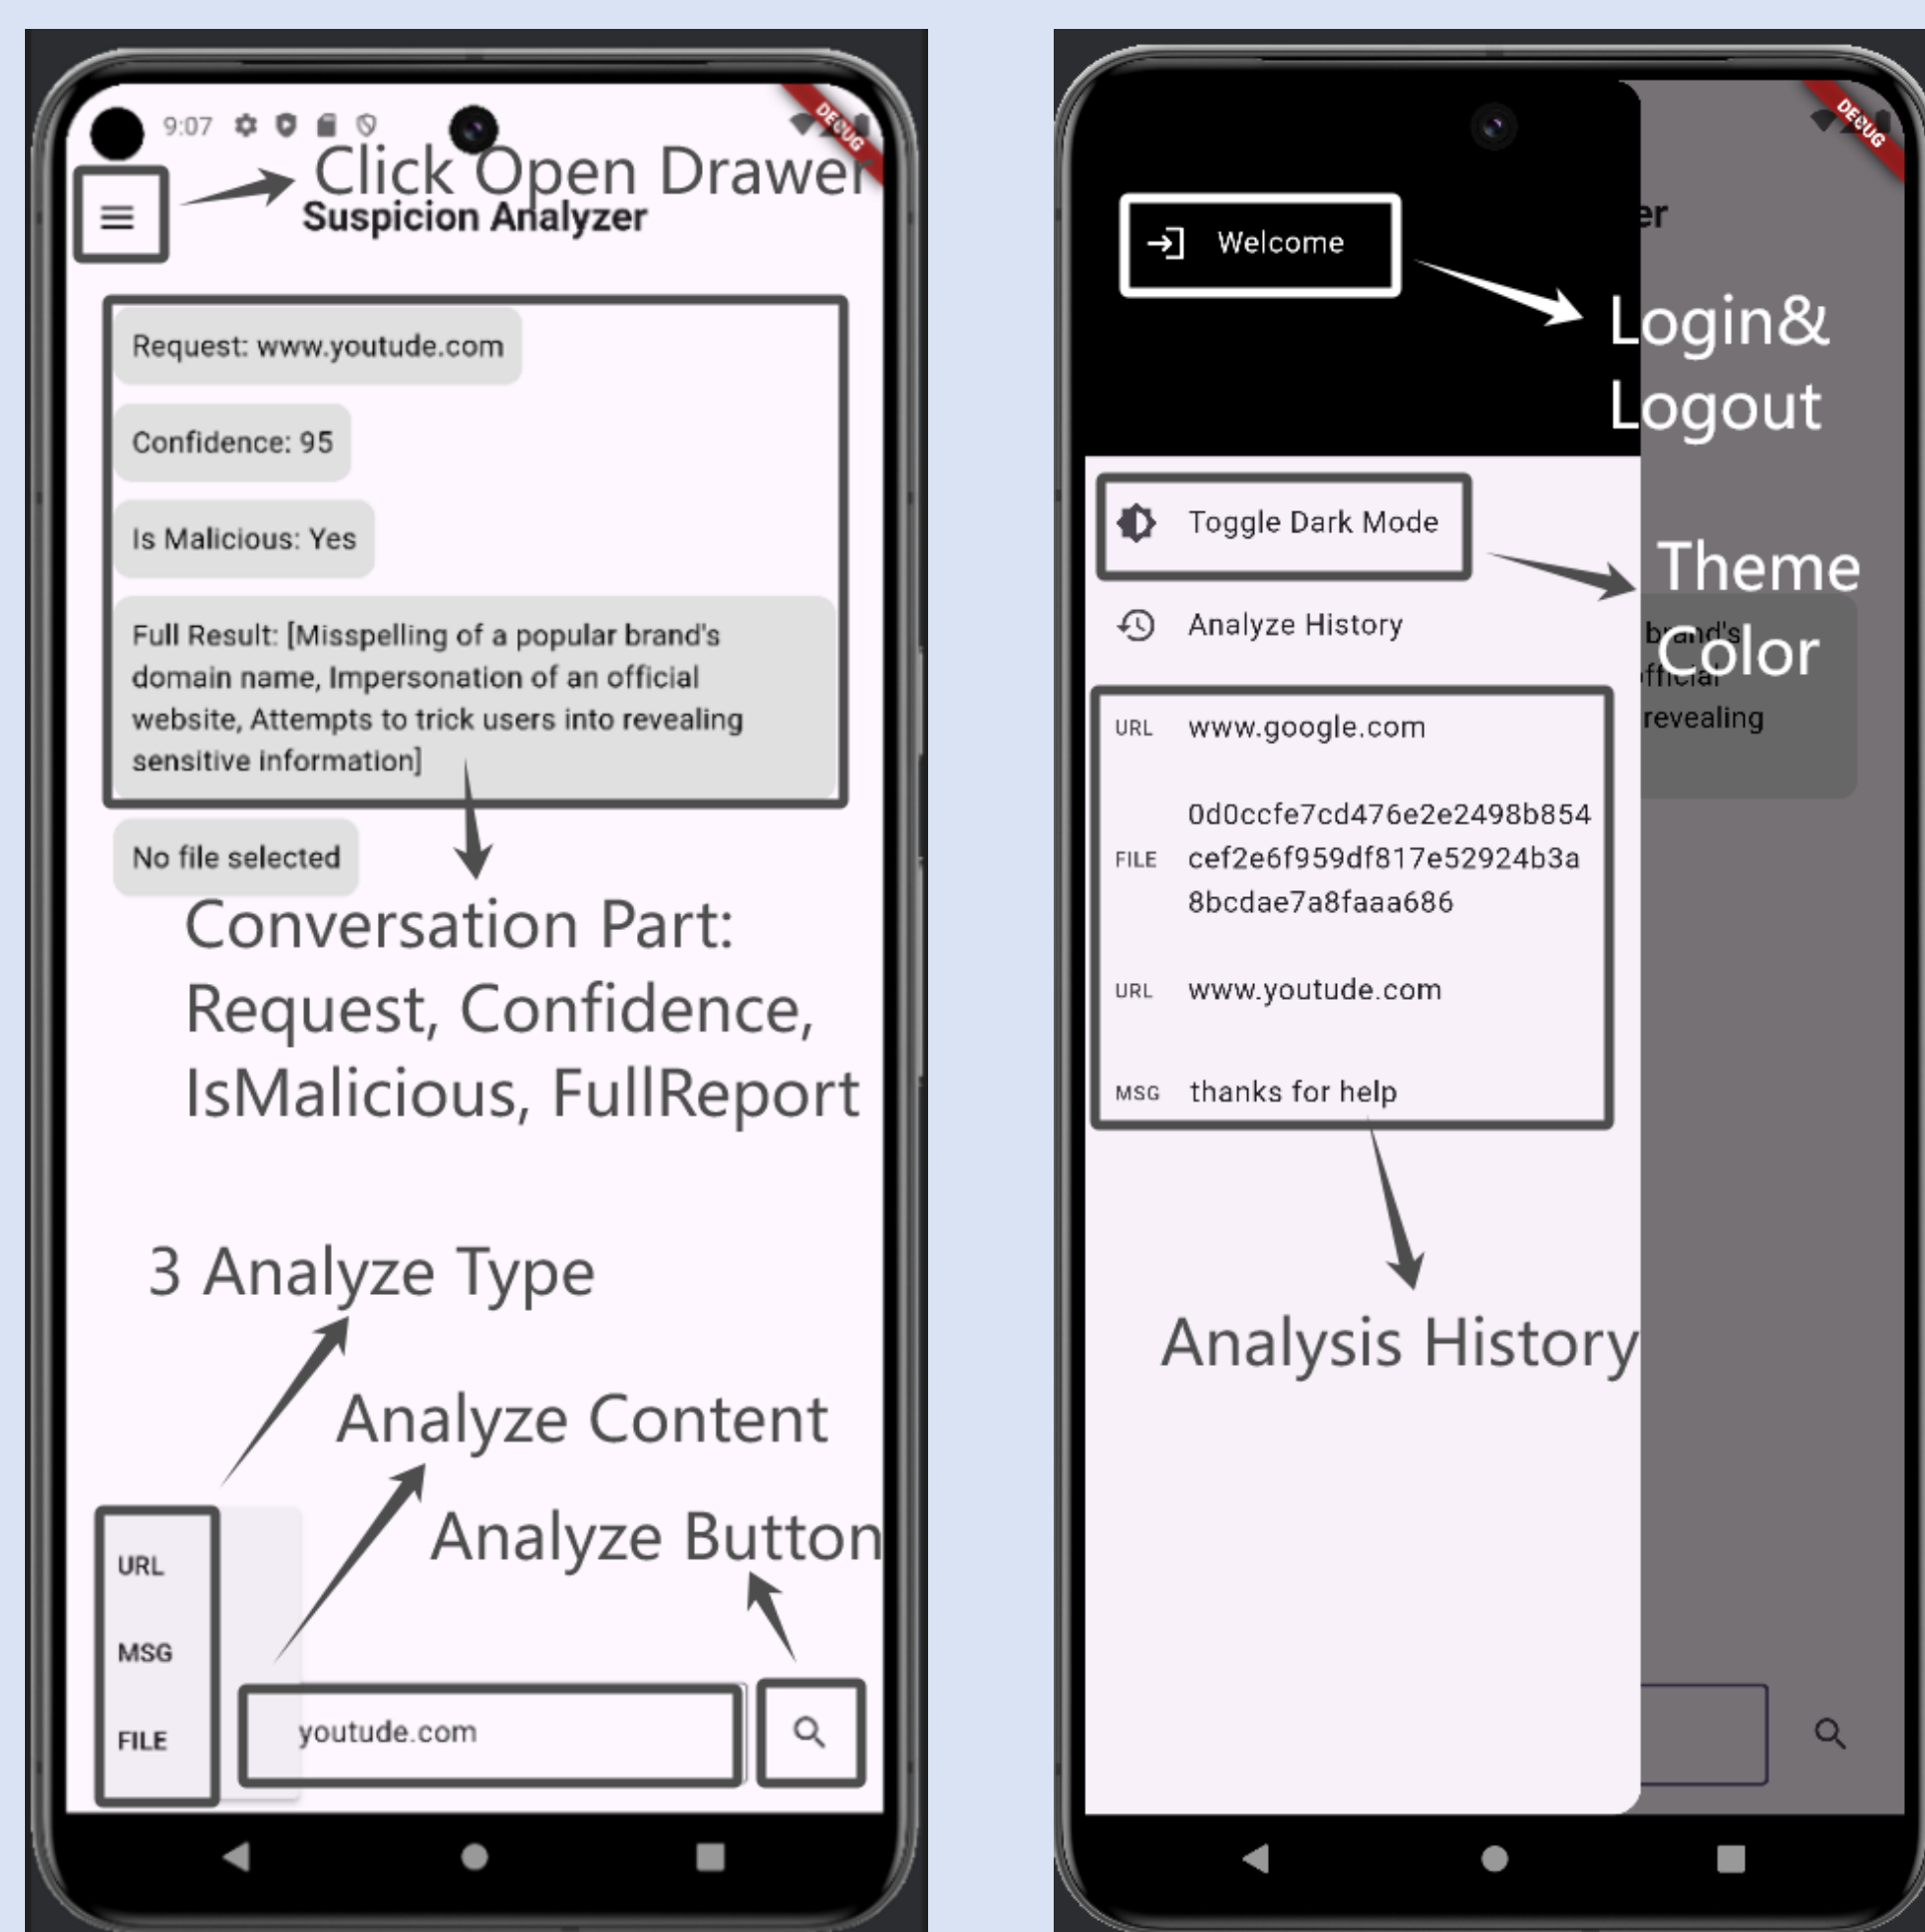 9:07
DEBUG
Click Open Drawer
Suspicion Analyzer
Request: www.youtude.com
Confidence: 95
Is Malicious: Yes
Full Result: [Misspelling of a popular brand's
domain name, Impersonation of an official
website, Attempts to trick users into revealing
sensitive information]
No file selected
Conversation Part:
Request, Confidence,
IsMalicious, FullReport
3 Analyze Type
Analyze Content
Analyze Button
URL
MSG
FILE
youtude.com
DEBUG
er
Welcome
Login&
Logout
Toggle Dark Mode
Theme
Color
Analyze History
brand's
official
revealing
URL www.google.com
FILE 0d0ccfe7cd476e2e2498b854
cef2e6f959df817e52924b3a
8bcdae7a8faaa686
URL www.youtude.com
MSG thanks for help
Analysis History